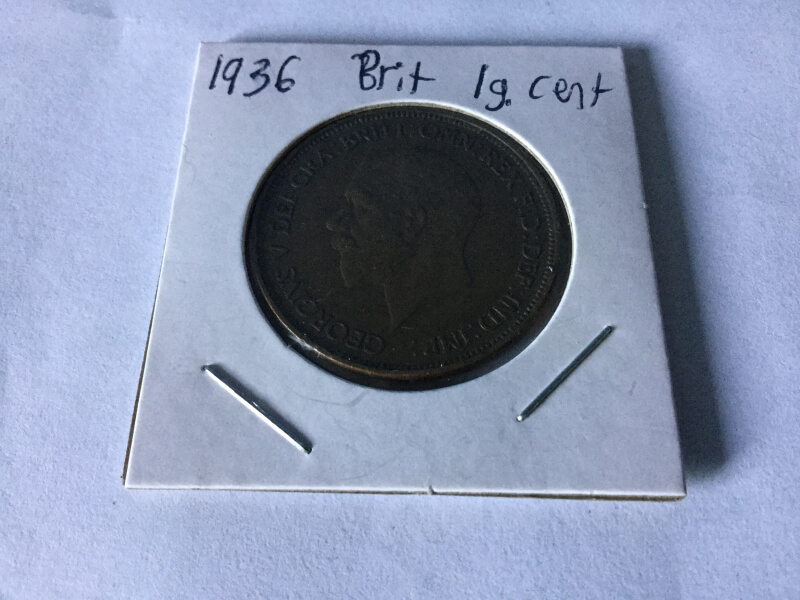 1936 Brit lg. cent
GEORGIVS V DEI GRA BRITT OMN REX FID DEF IND IMP